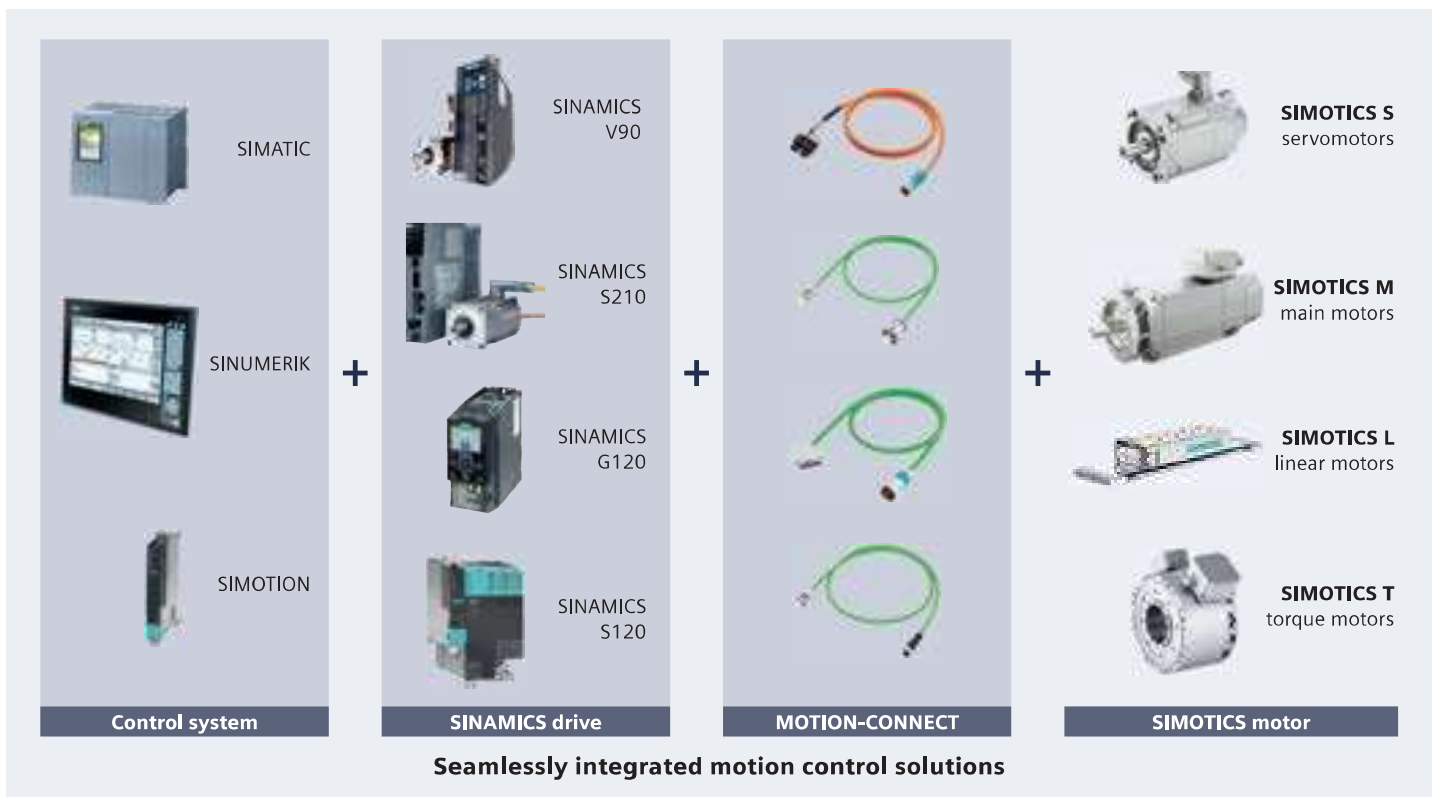 SIMATIC
SINUMERIK
SIMOTION
Control system
+
SINAMICS
V90
SINAMICS
S210
SINAMICS
G120
SINAMICS
S120
SINAMICS drive
+
MOTION-CONNECT
+
SIMOTICS S
servomotors
SIMOTICS M
main motors
SIMOTICS L
linear motors
SIMOTICS T
torque motors
SIMOTICS motor
Seamlessly integrated motion control solutions